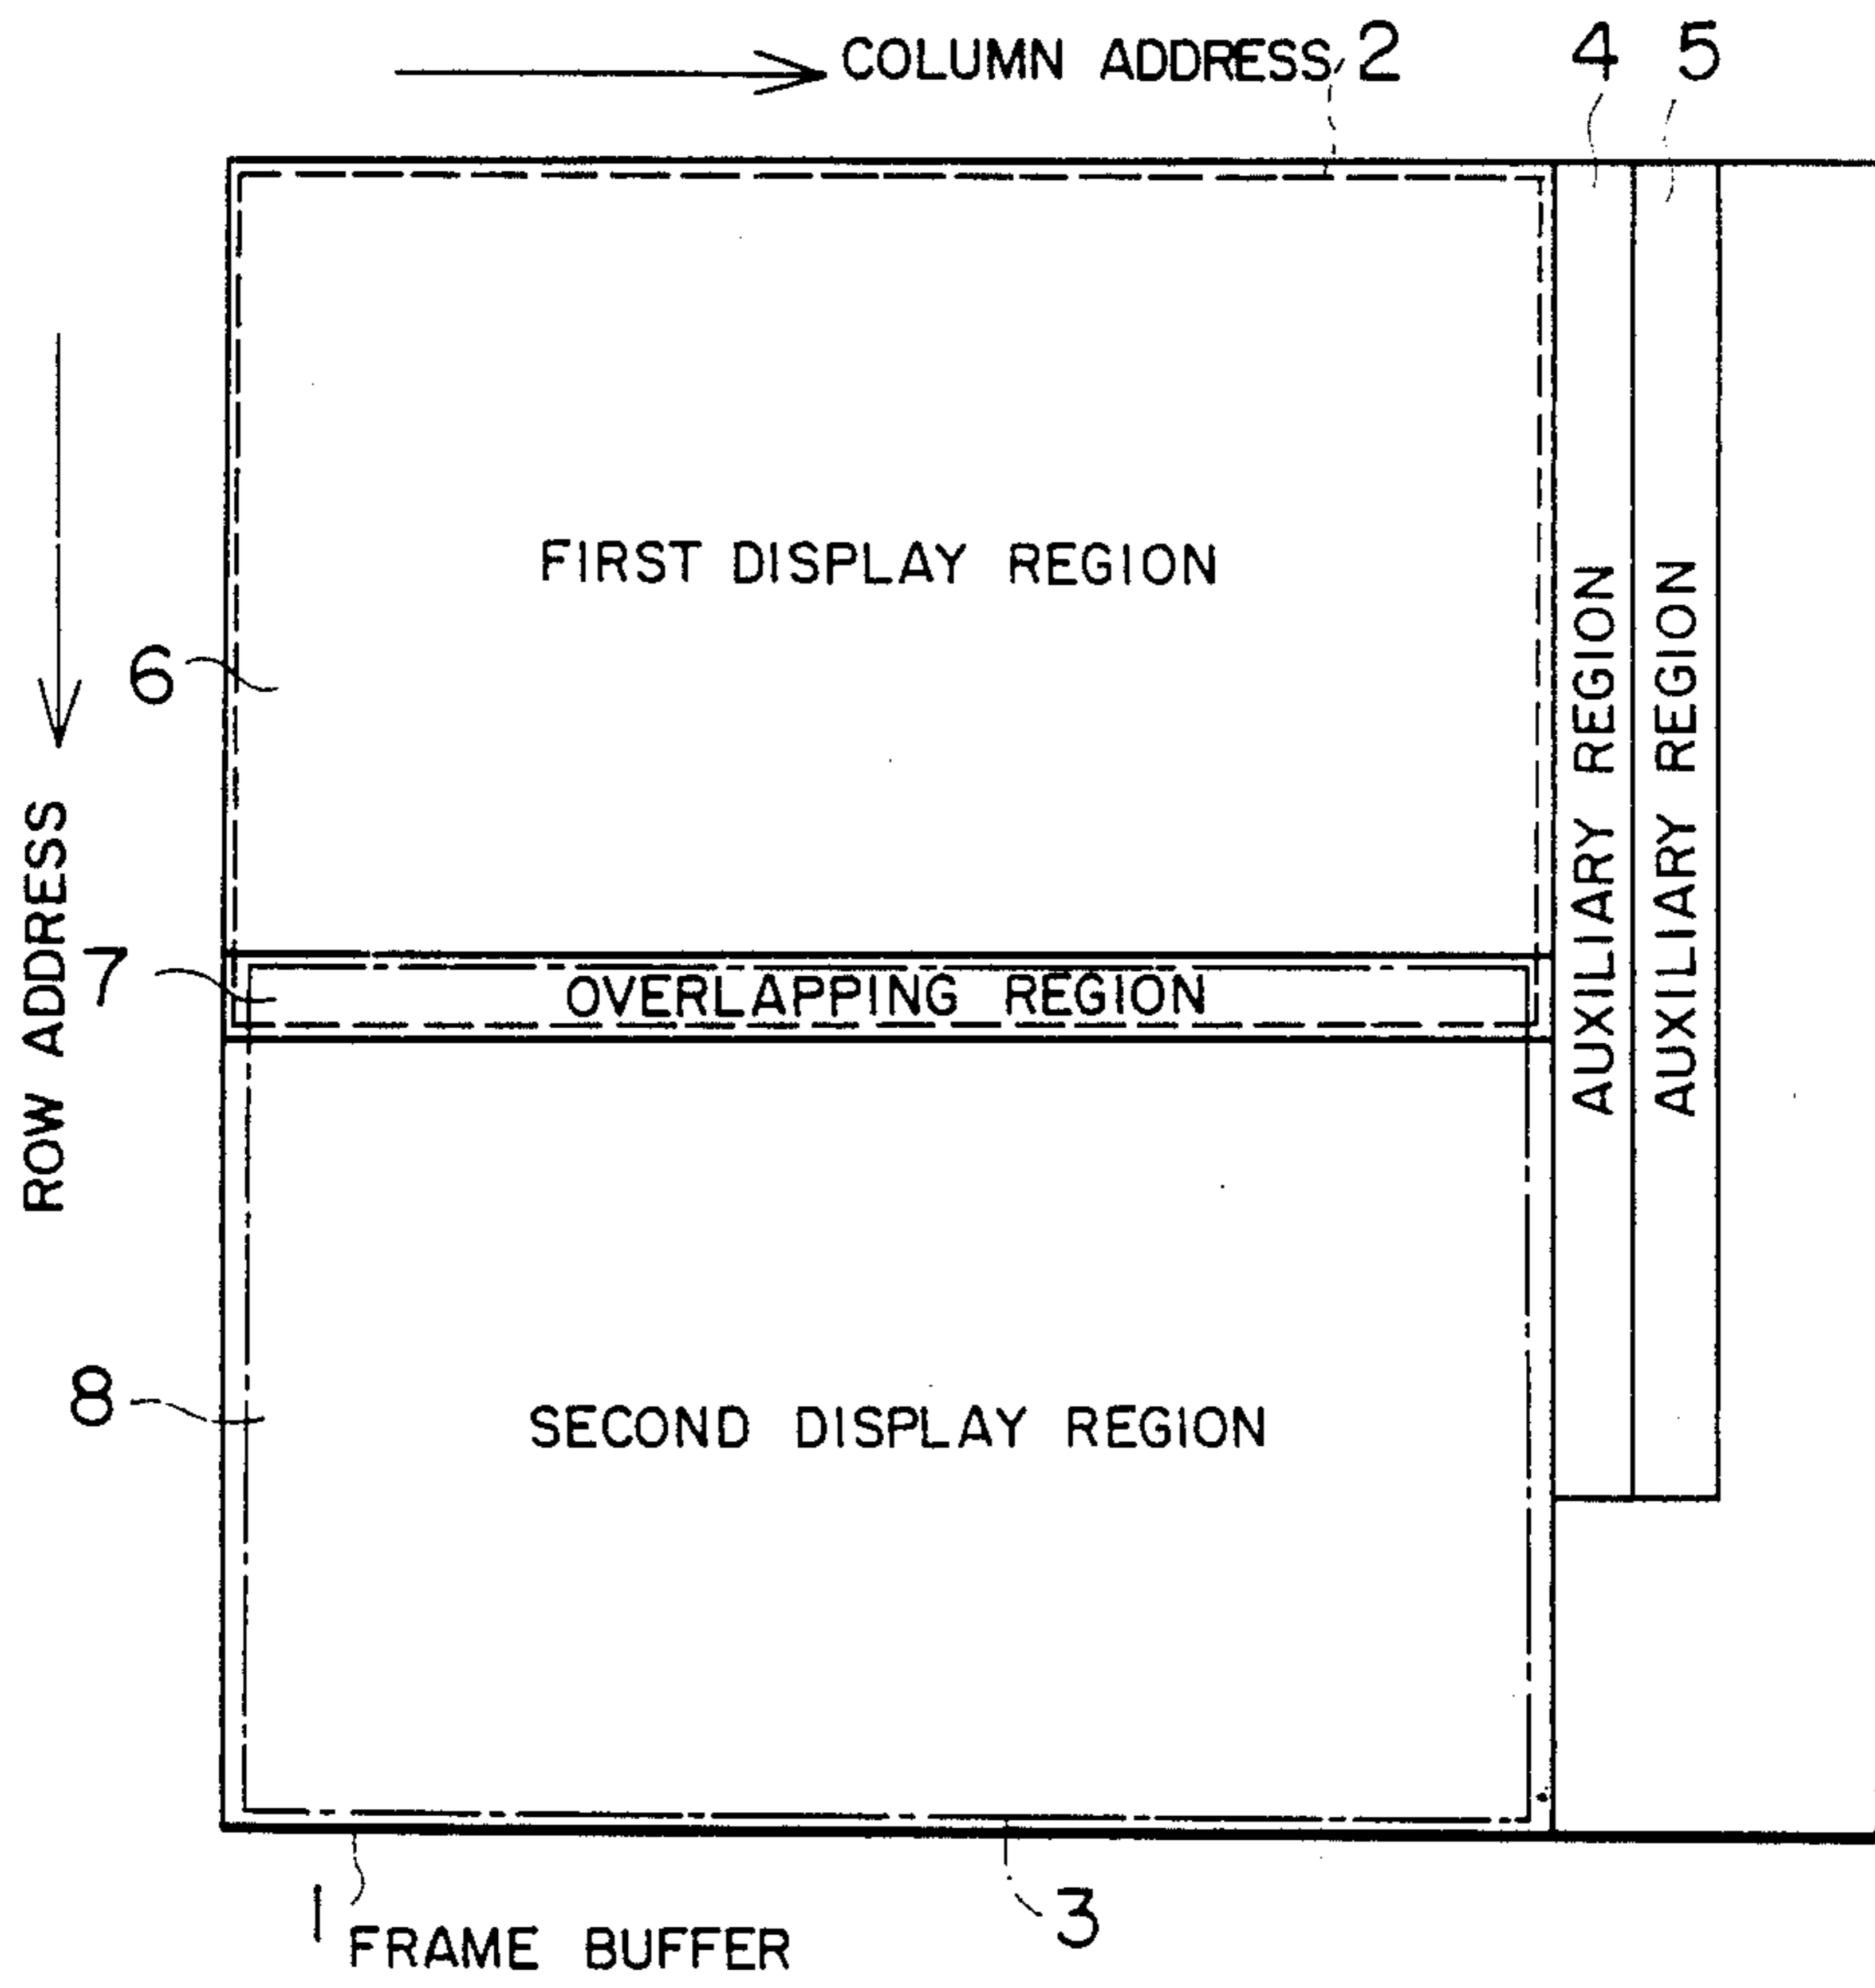 COLUMN ADDRESS 2 4 5
FIRST DISPLAY REGION
6
ROW ADDRESS
7
OVERLAPPING REGION
AUXILIARY REGION
AUXILIARY REGION
8
SECOND DISPLAY REGION
1 FRAME BUFFER
3